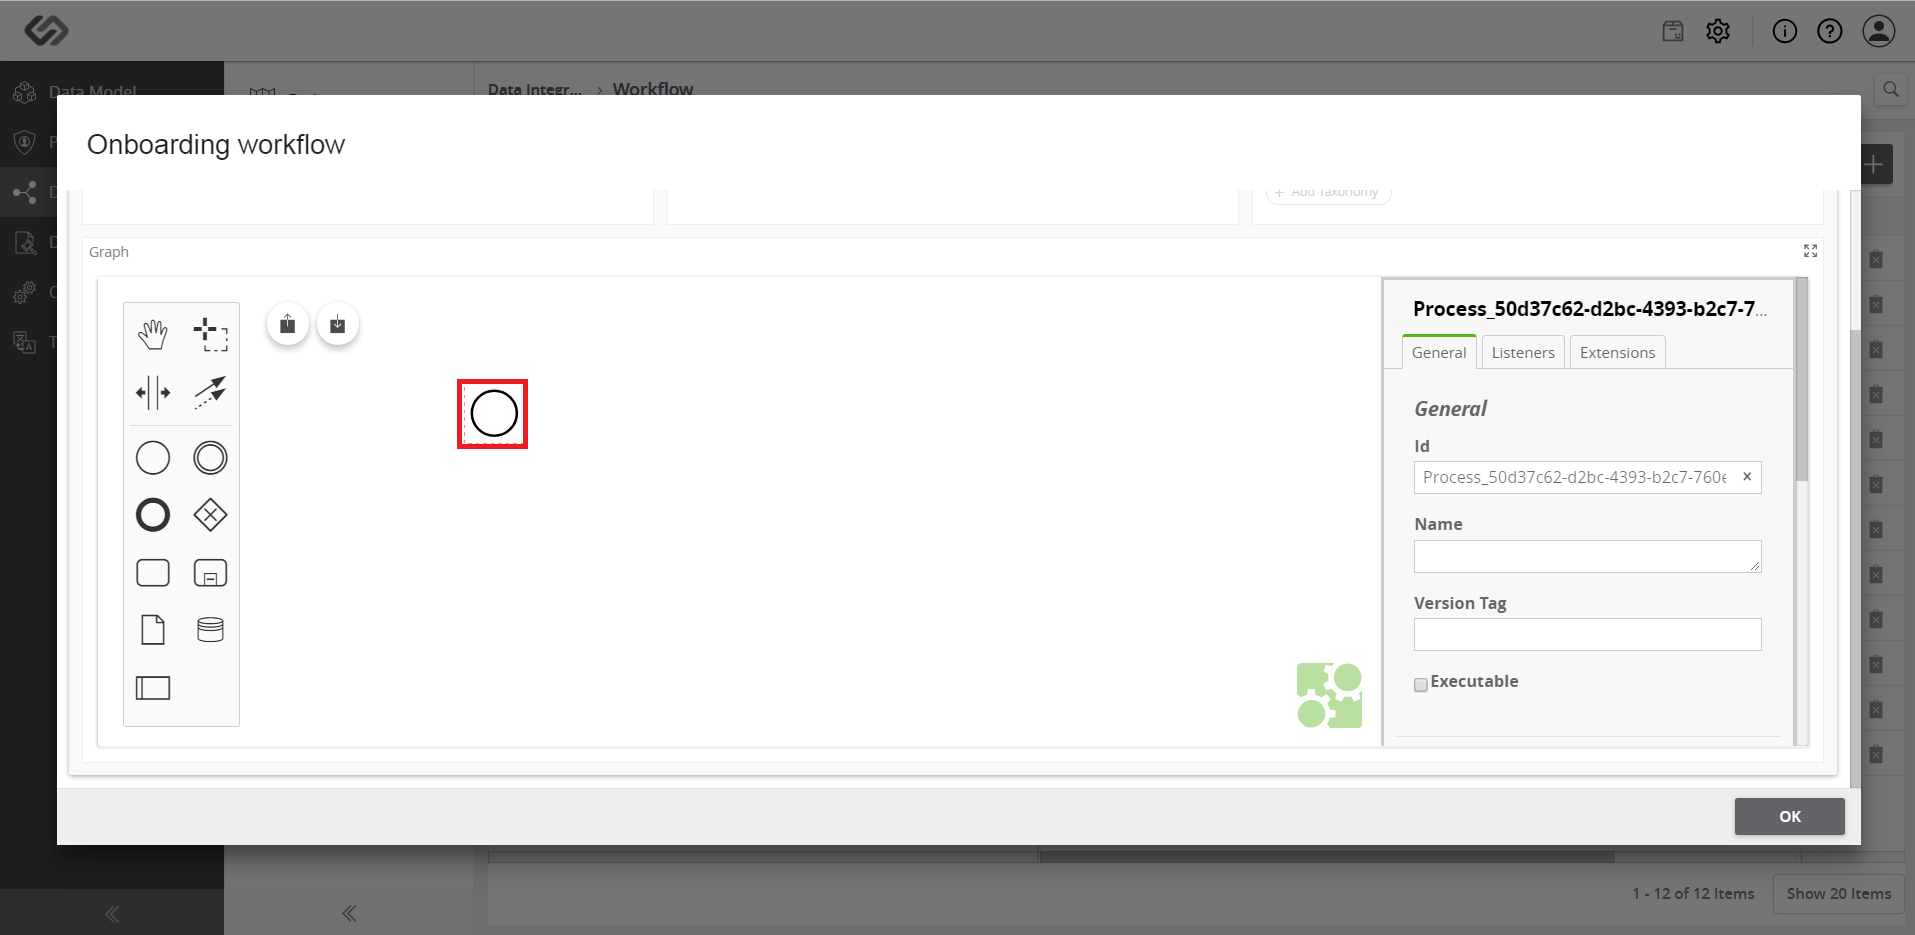 Data Model
Data Integr... › Workflow
Onboarding workflow
+ Add Taxonomy
Graph
Process_50d37c62-d2bc-4393-b2c7-7...
General
Listeners
Extensions
General
Id
Process_50d37c62-d2bc-4393-b2c7-760
Name
Version Tag
Executable
OK
1 - 12 of 12 Items
Show 20 Items